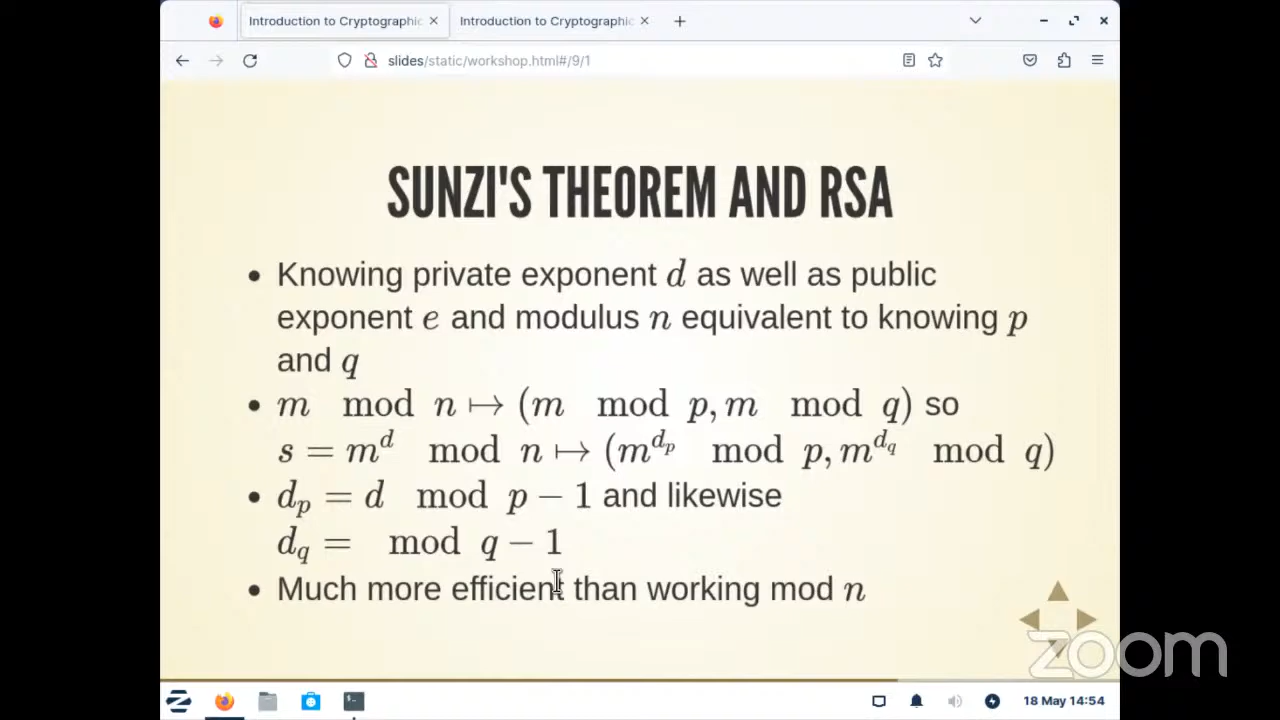 Introduction to Cryptographic
Introduction to Cryptographic
slides/static/workshop.html#/9/1
SUNZI'S THEOREM AND RSA
• Knowing private exponent d as well as public
exponent e and modulus n equivalent to knowing p
and q
• m mod n ↦ (m mod p, m mod q) so
s = m^d mod n ↦ (m^{d_p} mod p, m^{d_q} mod q)
• d_p = d mod p − 1 and likewise
d_q = mod q − 1
• Much more efficient than working mod n
zoom
18 May 14:54